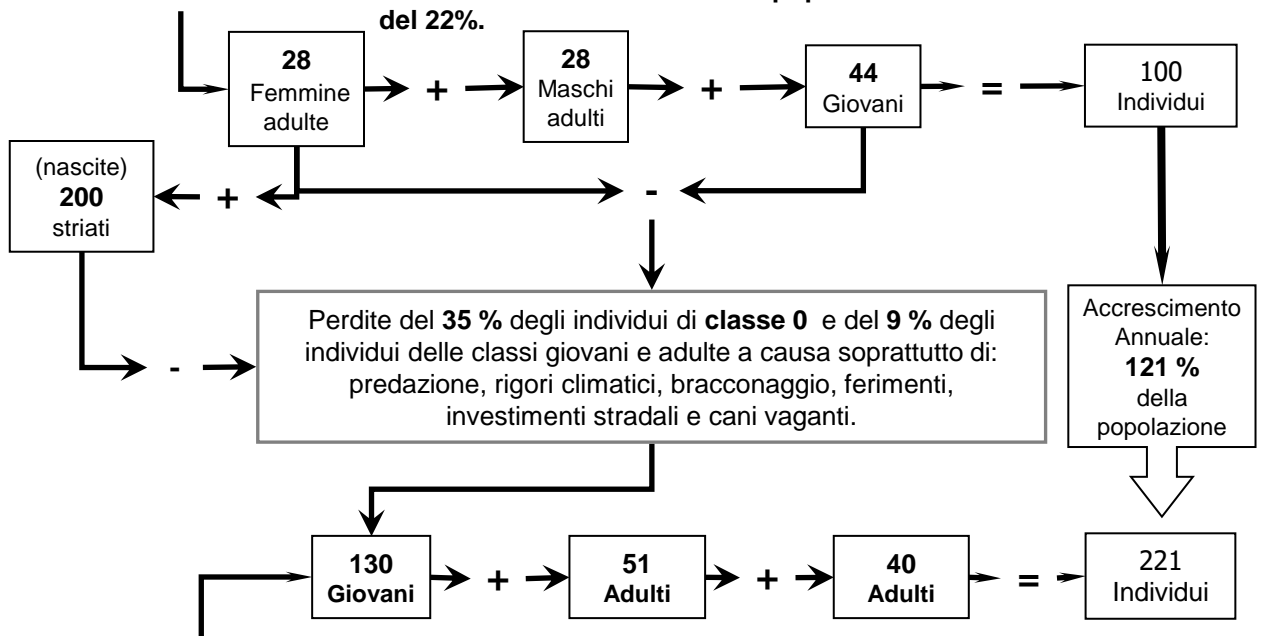 del 22%.
28
Femmine
adulte
+
28
Maschi
adulti
+
44
Giovani
=
100
Individui
(nascite)
200
striati
+
-
Perdite del 35 % degli individui di classe 0 e del 9 % degli
individui delle classi giovani e adulte a causa soprattutto di:
predazione, rigori climatici, bracconaggio, ferimenti,
investimenti stradali e cani vaganti.
-
Accrescimento
Annuale:
121 %
della
popolazione
130
Giovani
+
51
Adulti
+
40
Adulti
=
221
Individui